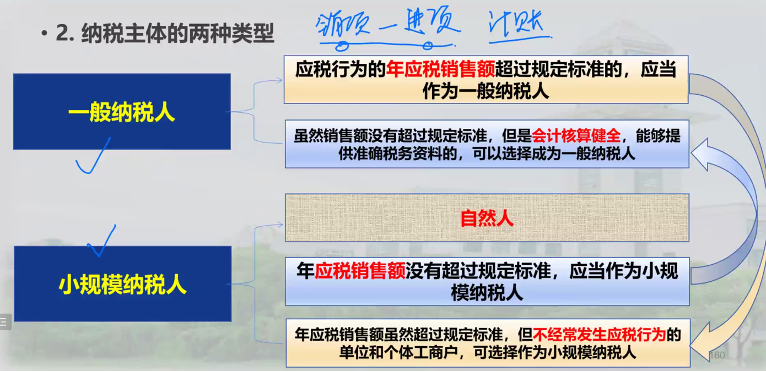 • 2. 纳税主体的两种类型
销项－进项 计账
一般纳税人
应税行为的年应税销售额超过规定标准的，应当
作为一般纳税人
虽然销售额没有超过规定标准，但是会计核算健全，能够提
供准确税务资料的，可以选择成为一般纳税人
自然人
小规模纳税人
年应税销售额没有超过规定标准，应当作为小规
模纳税人
年应税销售额虽然超过规定标准，但不经常发生应税行为的
单位和个体工商户，可选择作为小规模纳税人
160